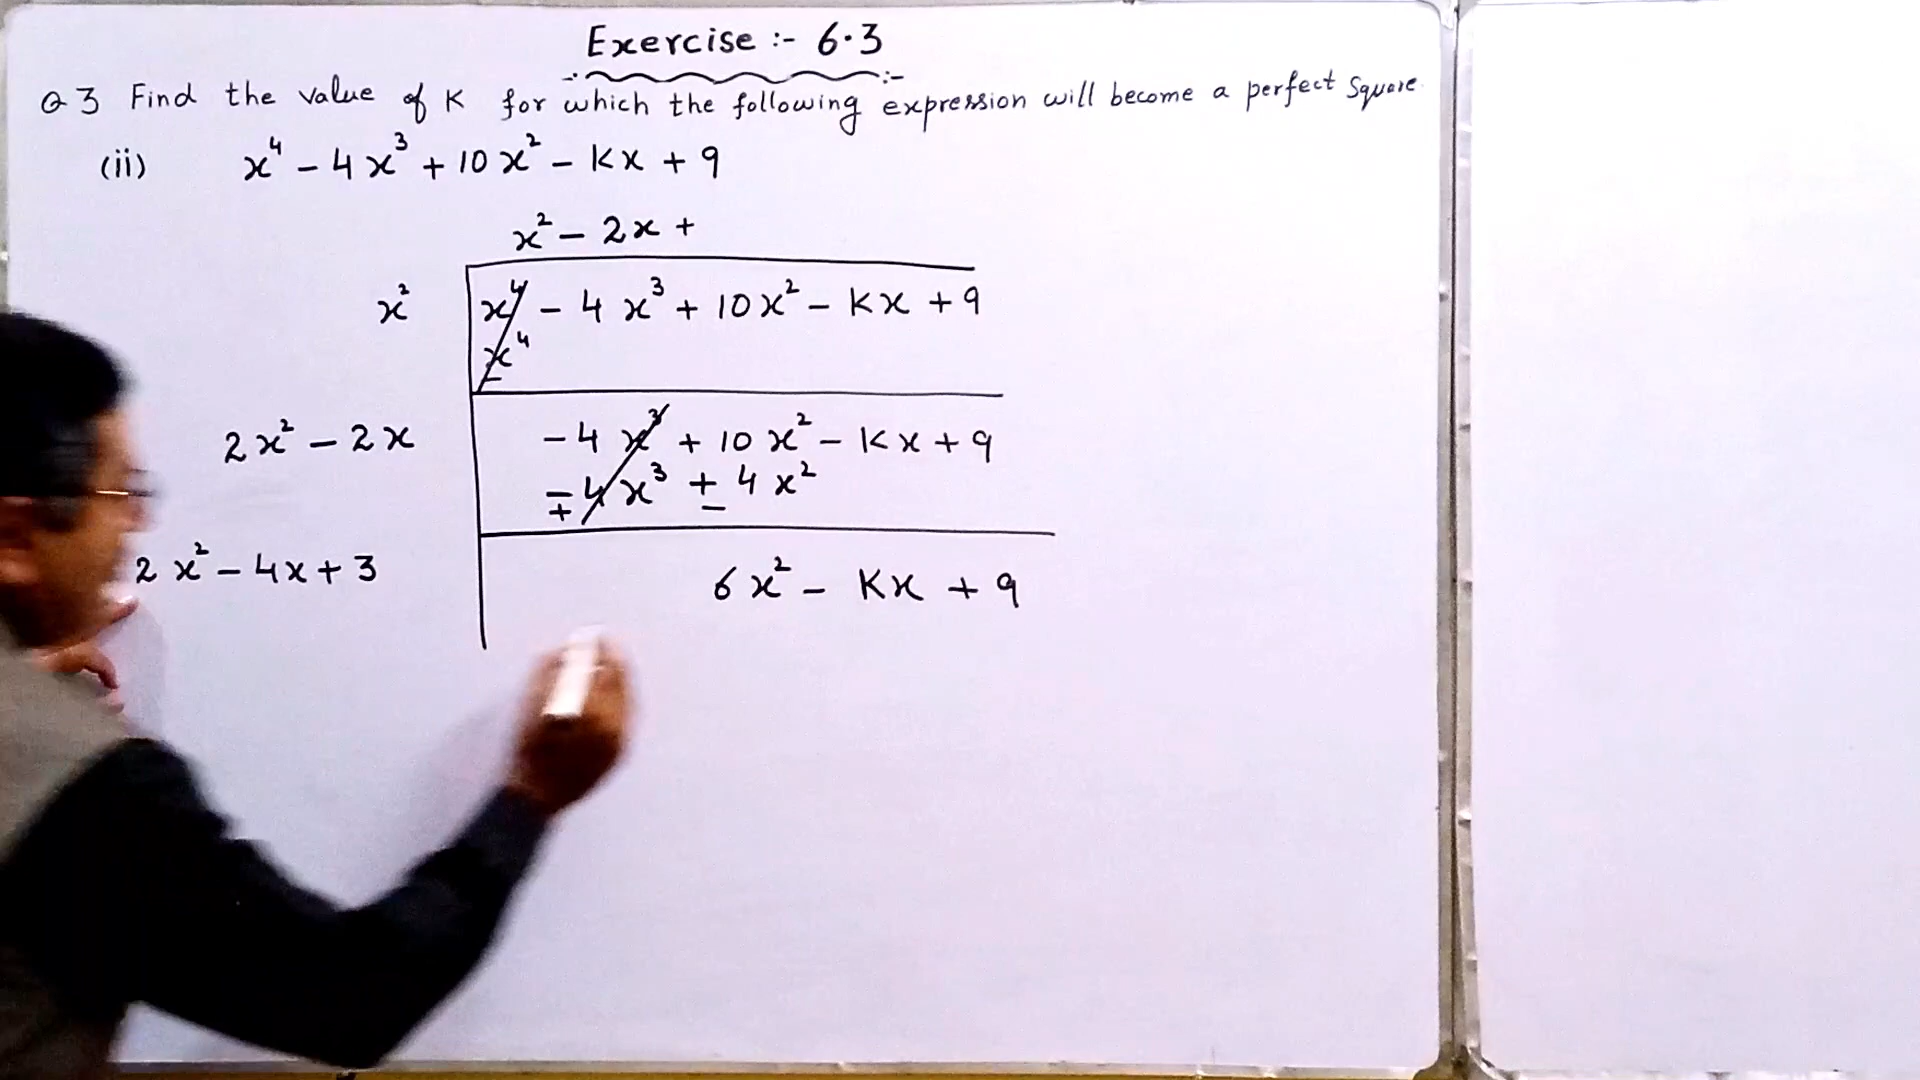 Exercise :- 6.3
Q 3 Find the value of K for which the following expression will become a perfect Square.
(ii) x⁴ - 4x³ + 10x² - Kx + 9
x² - 2x +
x² x⁴ - 4x³ + 10x² - Kx + 9
x⁴
-
2x² - 2x -4x³ + 10x² - Kx + 9
-4x³ + 4x²
+ -
2x² - 4x + 3 6x² - Kx + 9